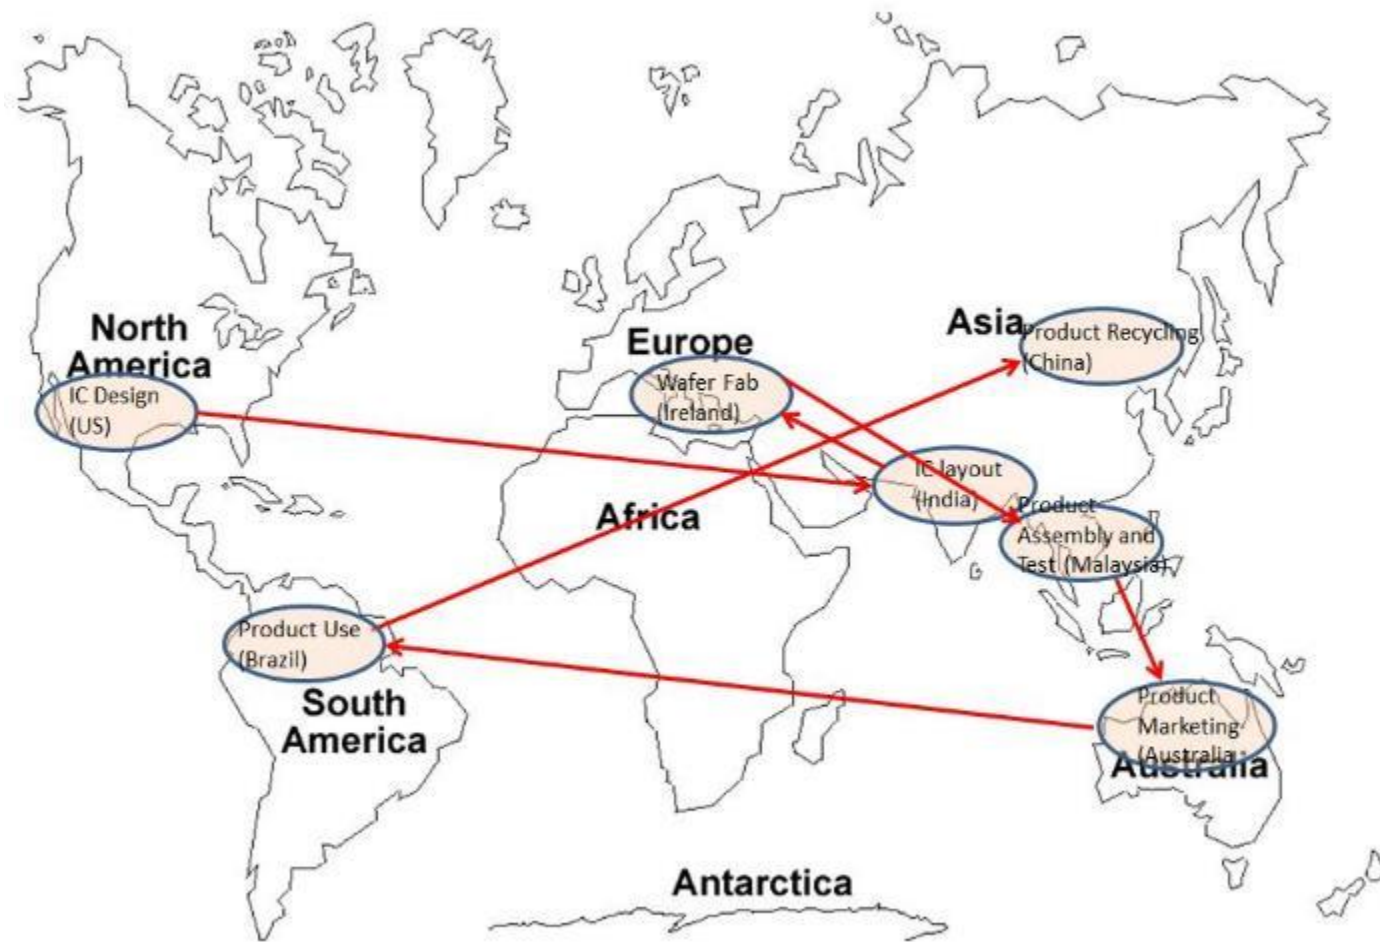 North
America
IC Design
(US)
Europe
Wafer Fab
(Ireland)
Asia
Product Recycling
(China)
IC layout
(India)
Africa
Product
Assembly and
Test (Malaysia)
Product Use
(Brazil)
South
America
Product
Marketing
(Australia
Australia
Antarctica